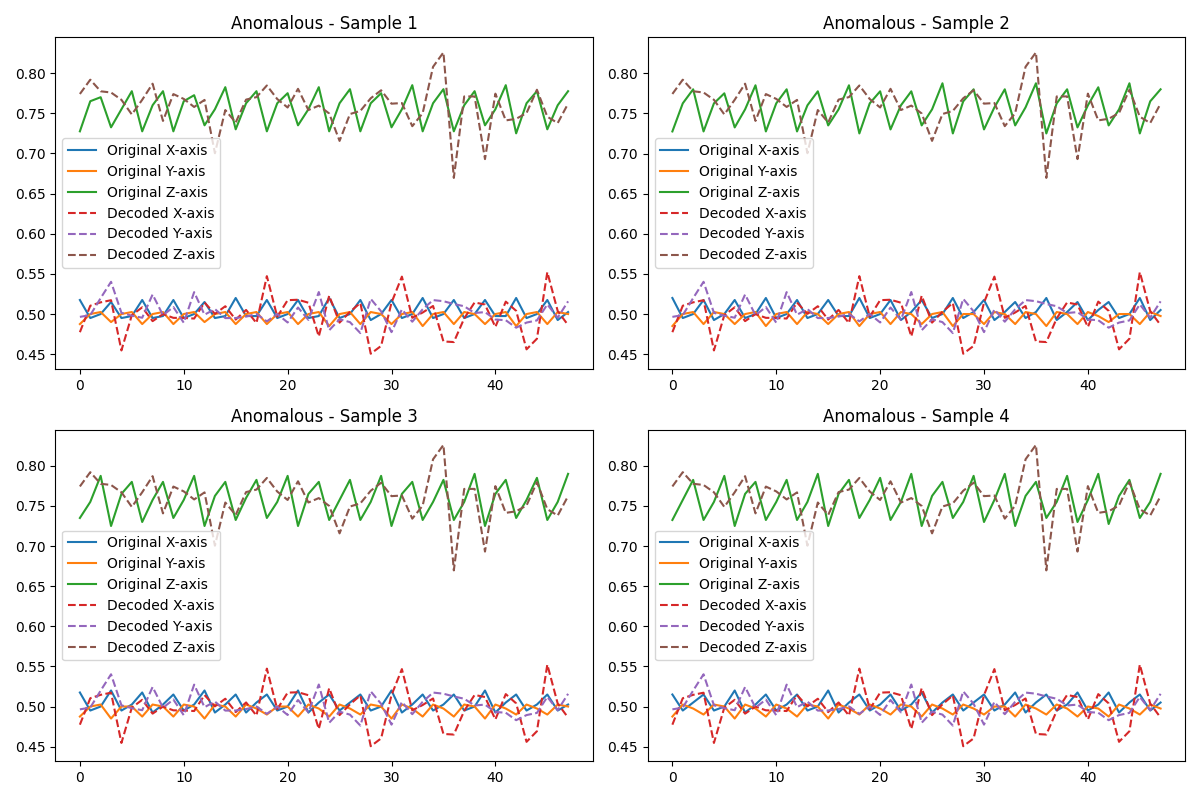 Anomalous - Sample 1
0.80
0.75
0.70
0.65
0.60
0.55
0.50
0.45
Original X-axis
Original Y-axis
Original Z-axis
Decoded X-axis
Decoded Y-axis
Decoded Z-axis
0 10 20 30 40
Anomalous - Sample 2
0.80
0.75
0.70
0.65
0.60
0.55
0.50
0.45
Original X-axis
Original Y-axis
Original Z-axis
Decoded X-axis
Decoded Y-axis
Decoded Z-axis
0 10 20 30 40
Anomalous - Sample 3
0.80
0.75
0.70
0.65
0.60
0.55
0.50
0.45
Original X-axis
Original Y-axis
Original Z-axis
Decoded X-axis
Decoded Y-axis
Decoded Z-axis
0 10 20 30 40
Anomalous - Sample 4
0.80
0.75
0.70
0.65
0.60
0.55
0.50
0.45
Original X-axis
Original Y-axis
Original Z-axis
Decoded X-axis
Decoded Y-axis
Decoded Z-axis
0 10 20 30 40